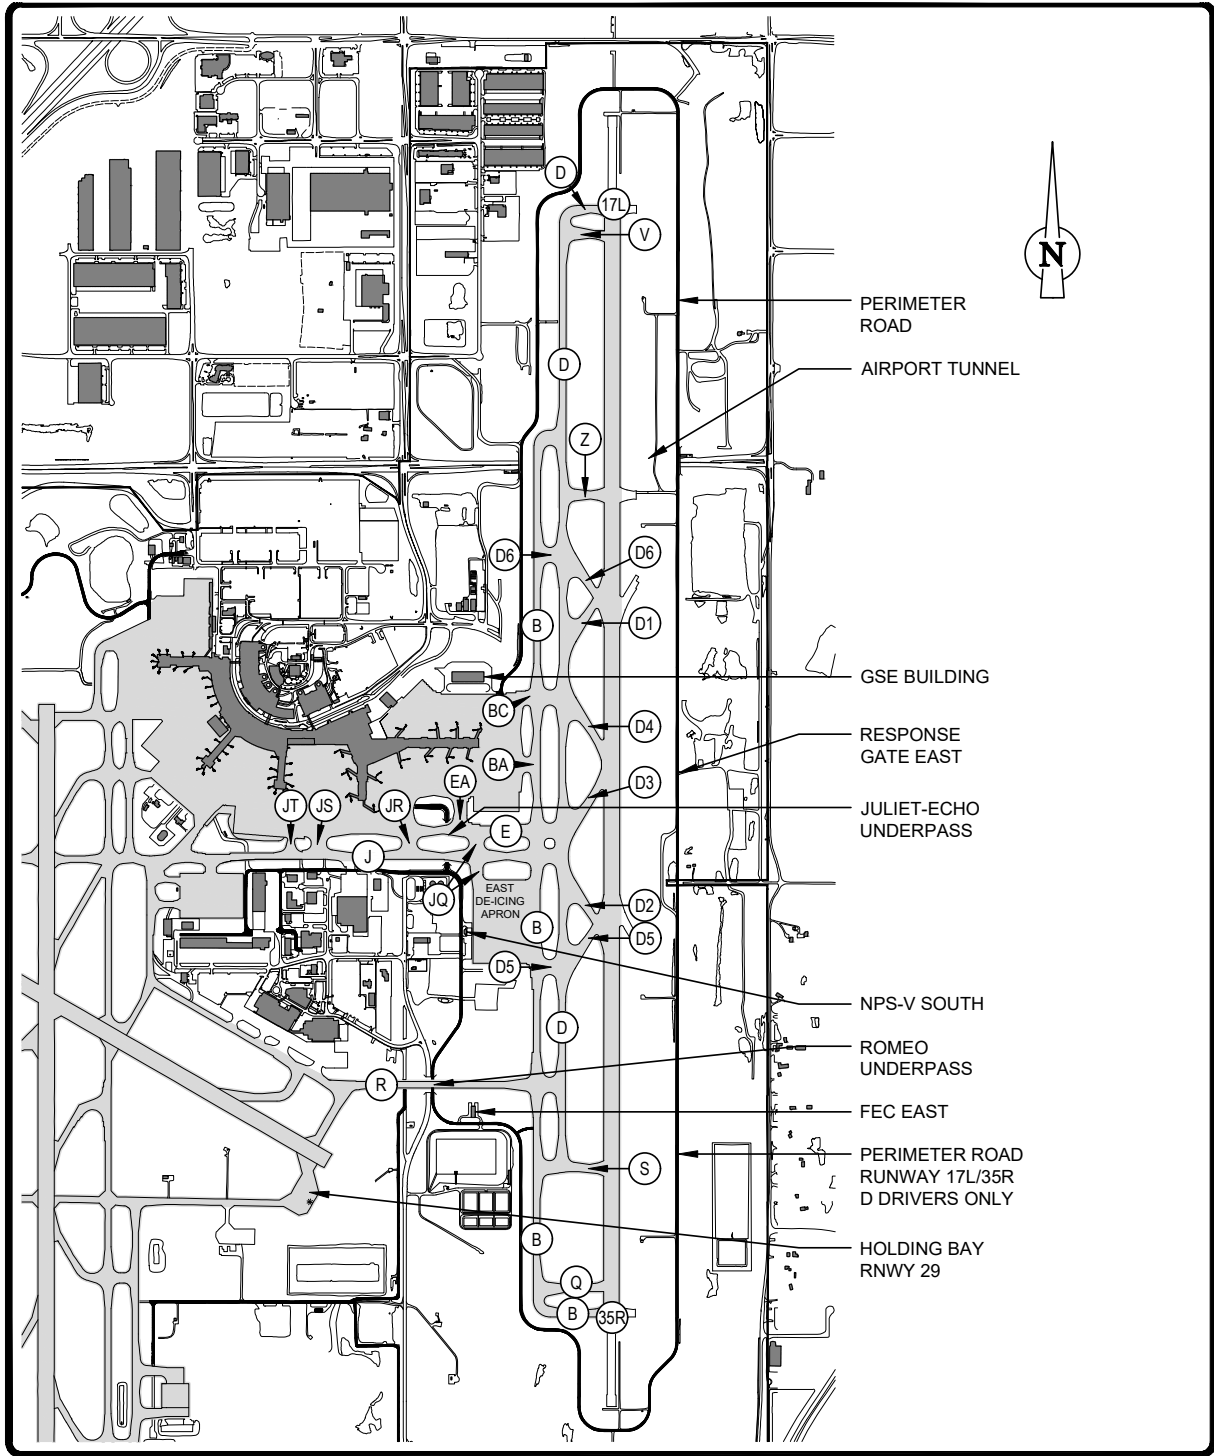 D
17L
V
N
PERIMETER
ROAD
D
AIRPORT TUNNEL
Z
D6
D6
B
D1
GSE BUILDING
BC
D4
RESPONSE
GATE EAST
BA
D3
EA
JT
JS
JR
JULIET-ECHO
UNDERPASS
E
J
JQ
EAST
DE-ICING
APRON
D2
B
D5
D5
NPS-V SOUTH
D
ROMEO
UNDERPASS
R
FEC EAST
PERIMETER ROAD
RUNWAY 17L/35R
D DRIVERS ONLY
S
B
HOLDING BAY
RNWY 29
Q
B
35R